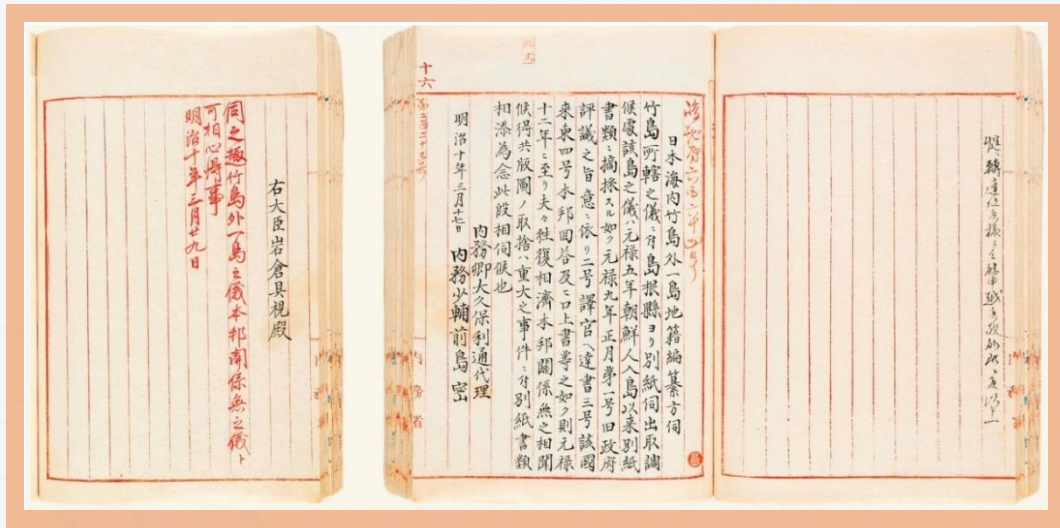 日本海内竹島外一島地籍編纂方伺
竹島所轄之儀ニ付島根縣ヨリ別紙伺出取調
候處該島之儀ハ元禄五年朝鮮人入島以来別紙
書類ニ摘採スル如ク元禄九年正月第一号旧政府
評議之旨意ニ依リ二号譯官ヘ達書三号該國
来柬四号本邦回答及ヒ口上書等之如ク則元禄
十二年ニ至リ夫々往復相濟本邦關係無之相聞
候得共版圖ノ取捨ハ重大之事件ニ付別紙書類
相添為念此段相伺候也
内務卿大久保利通代理
明治十年三月十七日 内務少輔前島密
十六
内務省
右大臣岩倉具視殿
伺之趣竹島外一島之儀本邦関係無之儀ト
可相心得事
明治十年三月廿九日